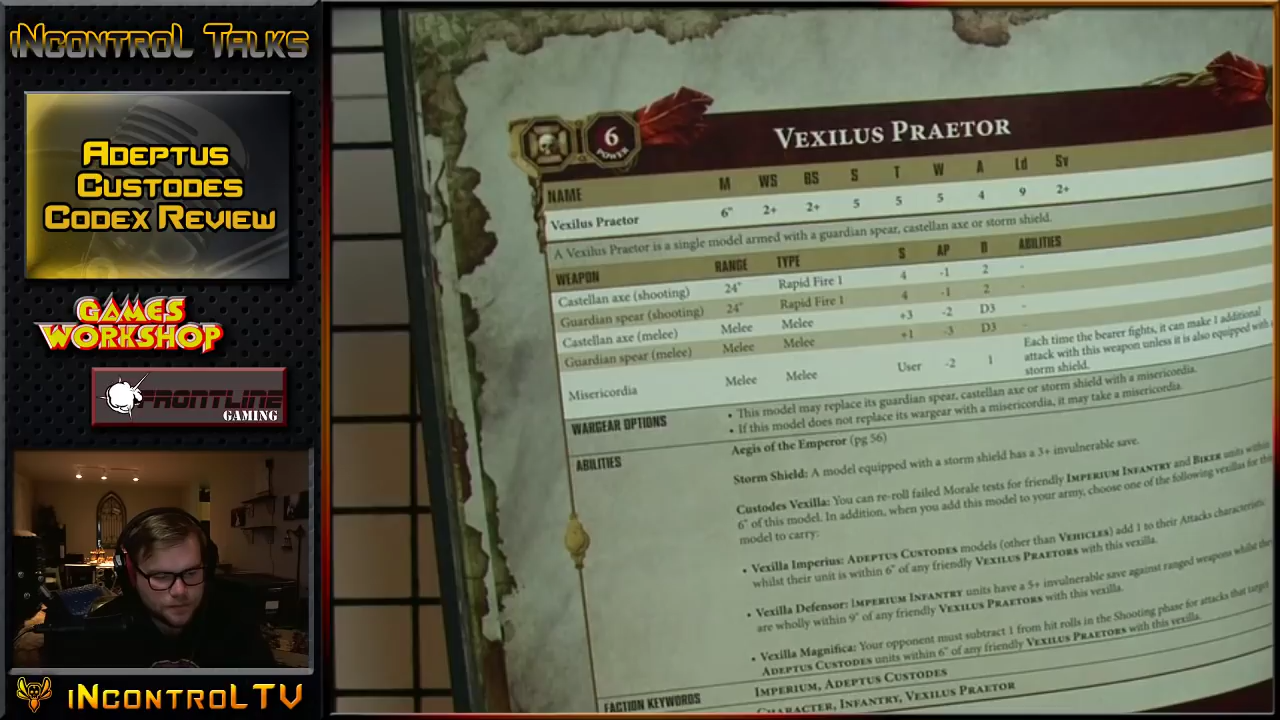 iNcontroL Talks
Adeptus
Custodes
Codex Review
GAMES
WORKSHOP
FRONTLINE
GAMING
iNcontroLTV
6
POWER
VEXILUS PRAETOR
NAME M WS BS S T W A Ld Sv
Vexilus Praetor 6" 2+ 2+ 5 5 5 4 9 2+
A Vexilus Praetor is a single model armed with a guardian spear, castellan axe or storm shield.
WEAPON RANGE TYPE S AP D ABILITIES
Castellan axe (shooting) 24" Rapid Fire 1 4 -1 2 -
Guardian spear (shooting) 24" Rapid Fire 1 4 -1 2 -
Castellan axe (melee) Melee Melee +3 -2 D3 -
Guardian spear (melee) Melee Melee +1 -3 D3 -
Misericordia Melee Melee User -2 1 Each time the bearer fights, it can make 1 additional
attack with this weapon unless it is also equipped with a
storm shield.
WARGEAR OPTIONS • This model may replace its guardian spear, castellan axe or storm shield with a misericordia.
• If this model does not replace its wargear with a misericordia, it may take a misericordia.
ABILITIES Aegis of the Emperor (pg 56)
Storm Shield: A model equipped with a storm shield has a 3+ invulnerable save.
Custodes Vexilla: You can re-roll failed Morale tests for friendly IMPERIUM INFANTRY and BIKER units within
6" of this model. In addition, when you add this model to your army, choose one of the following vexillas for this
model to carry:
• Vexilla Imperius: ADEPTUS CUSTODES models (other than VEHICLES) add 1 to their Attacks characteristic
whilst their unit is within 6" of any friendly VEXILUS PRAETORS with this vexilla.
• Vexilla Defensor: IMPERIUM INFANTRY units have a 5+ invulnerable save against ranged weapons whilst they
are wholly within 9" of any friendly VEXILUS PRAETORS with this vexilla.
• Vexilla Magnifica: Your opponent must subtract 1 from hit rolls in the Shooting phase for attacks that target
ADEPTUS CUSTODES units within 6" of any friendly VEXILUS PRAETORS with this vexilla.
FACTION KEYWORDS IMPERIUM, ADEPTUS CUSTODES
CHARACTER, INFANTRY, VEXILUS PRAETOR